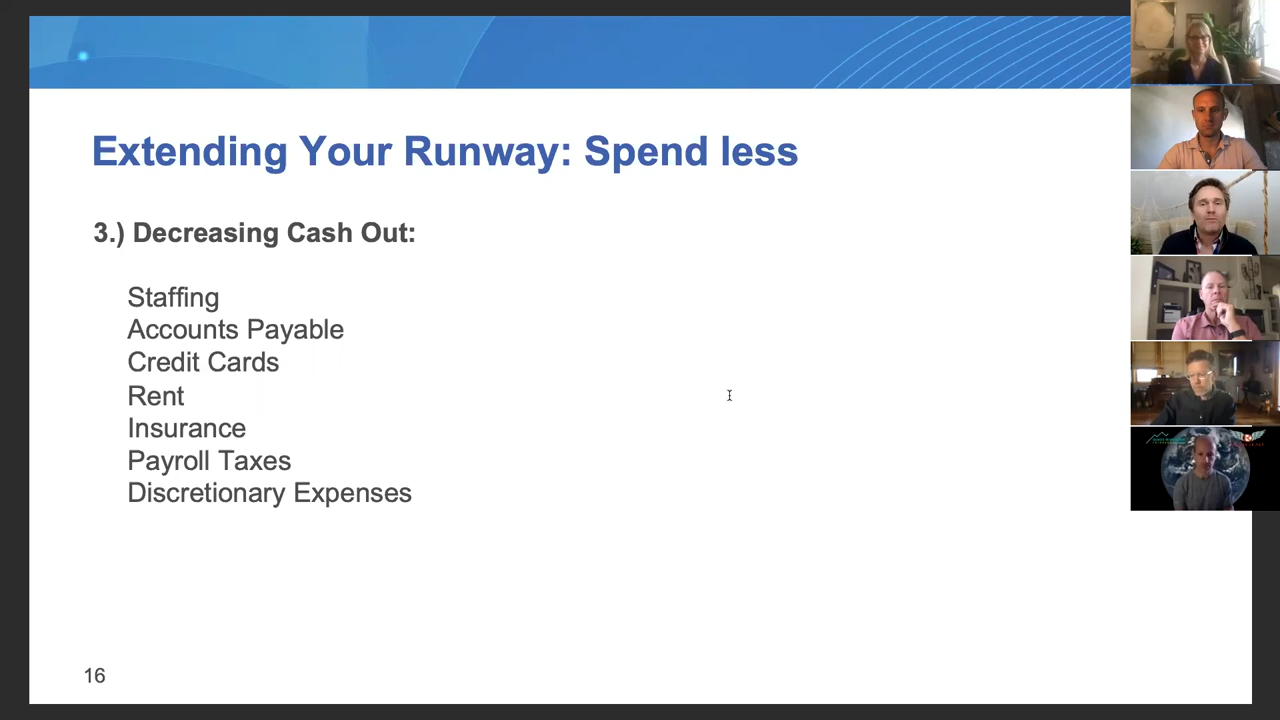 Extending Your Runway: Spend less
3.) Decreasing Cash Out:
Staffing
Accounts Payable
Credit Cards
Rent
Insurance
Payroll Taxes
Discretionary Expenses
16